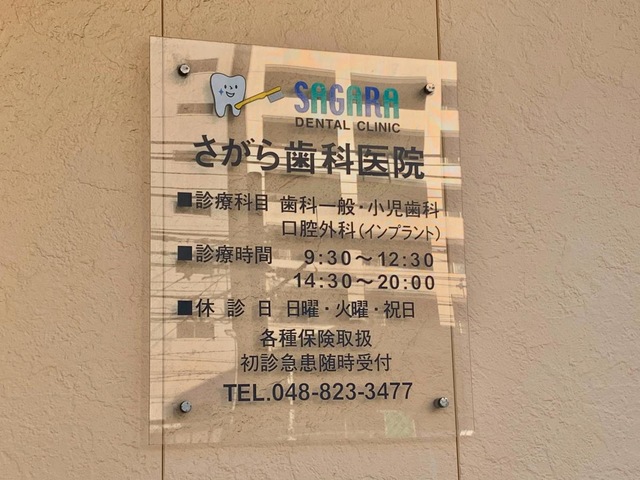 SAGARA
DENTAL CLINIC
さがら歯科医院
■診療科目 歯科一般・小児歯科
口腔外科(インプラント)
■診療時間 9:30～12:30
14:30～20:00
■休診日 日曜・火曜・祝日
各種保険取扱
初診急患随時受付
TEL.048-823-3477